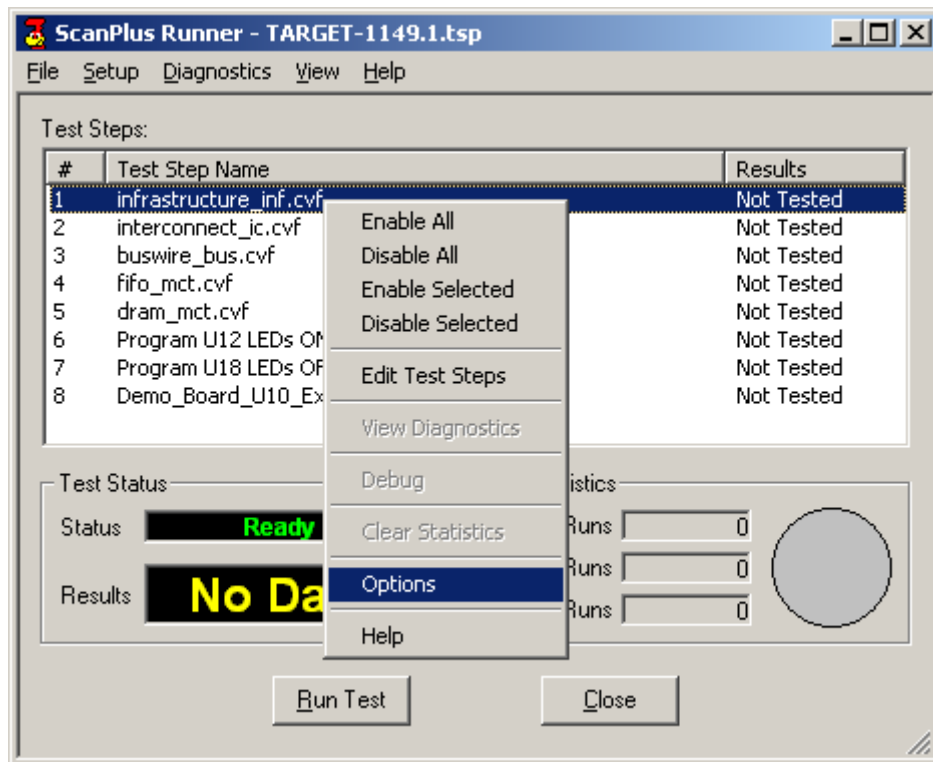 ScanPlus Runner - TARGET-1149.1.tsp
File Setup Diagnostics View Help
Test Steps:
# Test Step Name Results
1 infrastructure_inf.cvf Not Tested
2 interconnect_ic.cvf Not Tested
3 buswire_bus.cvf Not Tested
4 fifo_mct.cvf Not Tested
5 dram_mct.cvf Not Tested
6 Program U12 LEDs Not Tested
7 Program U18 LEDs Not Tested
8 Demo_Board_U10_Ex Not Tested
Enable All
Disable All
Enable Selected
Disable Selected
Edit Test Steps
View Diagnostics
Debug
Clear Statistics
Options
Help
Test Status
Status Ready
Results No Da
istics
Runs 0
Runs 0
Runs 0
Run Test Close